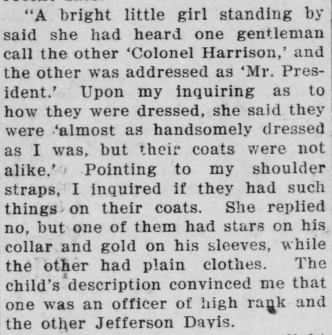 "A bright little girl standing by
said she had heard one gentleman
call the other 'Colonel Harrison,' and
the other was addressed as 'Mr. Pres-
ident.' Upon my inquiring as to
how they were dressed, she said they
were 'almost as handsomely dressed
as I was, but their coats were not
alike.' Pointing to my shoulder
straps, I inquired if they had such
things on their coats. She replied
no, but one of them had stars on his
collar and gold on his sleeves, while
the other had plain clothes. The
child's description convinced me that
one was an officer of high rank and
the other Jefferson Davis.